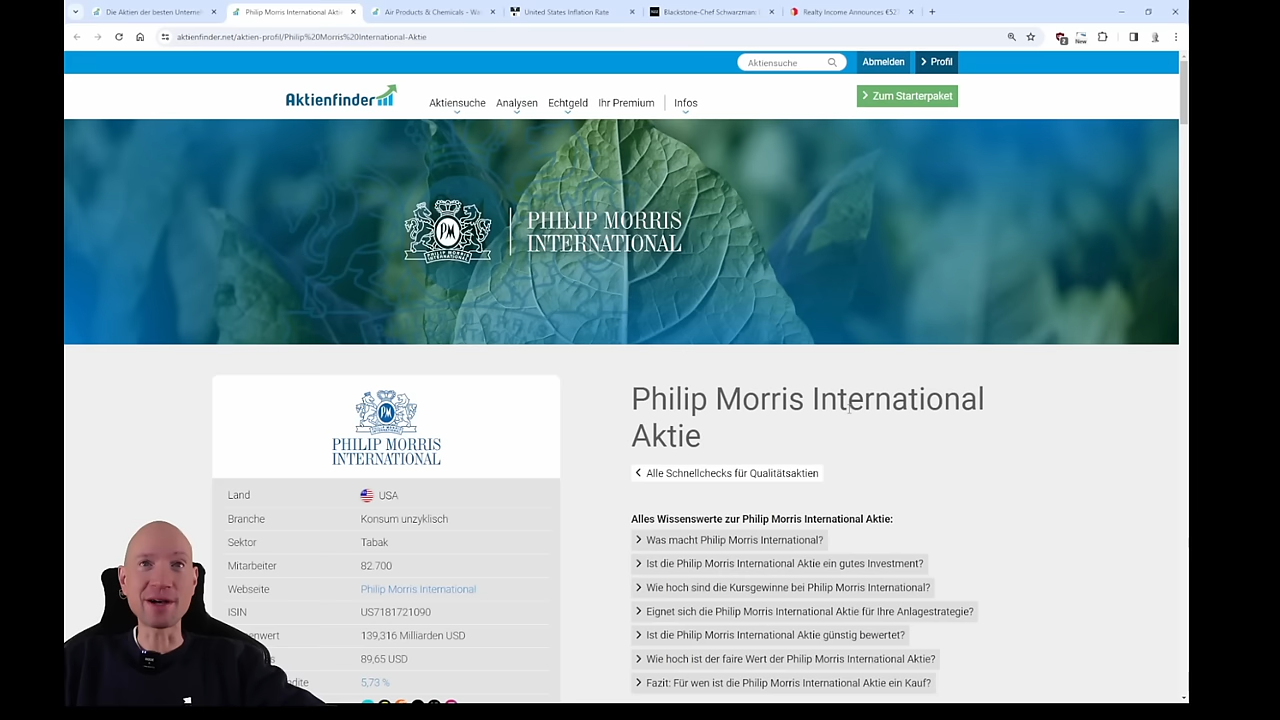 Die Aktien der besten Unterneh
Philip Morris International Akti
Air Products & Chemicals - We
United States Inflation Rate
Blackstone-Chef Schwarzman:
Realty Income Announces €52
aktienfinder.net/aktien-profil/Philip%20Morris%20International-Aktie
New
Aktiensuche
Abmelden
Profil
Aktienfinder
Aktiensuche
Analysen
Echtgeld
Ihr Premium
Infos
Zum Starterpaket
PM
PHILIP MORRIS
INTERNATIONAL
PM
PHILIP MORRIS
INTERNATIONAL
Land USA
Branche Konsum unzyklisch
Sektor Tabak
Mitarbeiter 82.700
Webseite Philip Morris International
ISIN US7181721090
enwert 139,316 Milliarden USD
89,65 USD
ndite 5,73 %
Philip Morris International
Aktie
Alle Schnellchecks für Qualitätsaktien
Alles Wissenswerte zur Philip Morris International Aktie:
Was macht Philip Morris International?
Ist die Philip Morris International Aktie ein gutes Investment?
Wie hoch sind die Kursgewinne bei Philip Morris International?
Eignet sich die Philip Morris International Aktie für Ihre Anlagestrategie?
Ist die Philip Morris International Aktie günstig bewertet?
Wie hoch ist der faire Wert der Philip Morris International Aktie?
Fazit: Für wen ist die Philip Morris International Aktie ein Kauf?